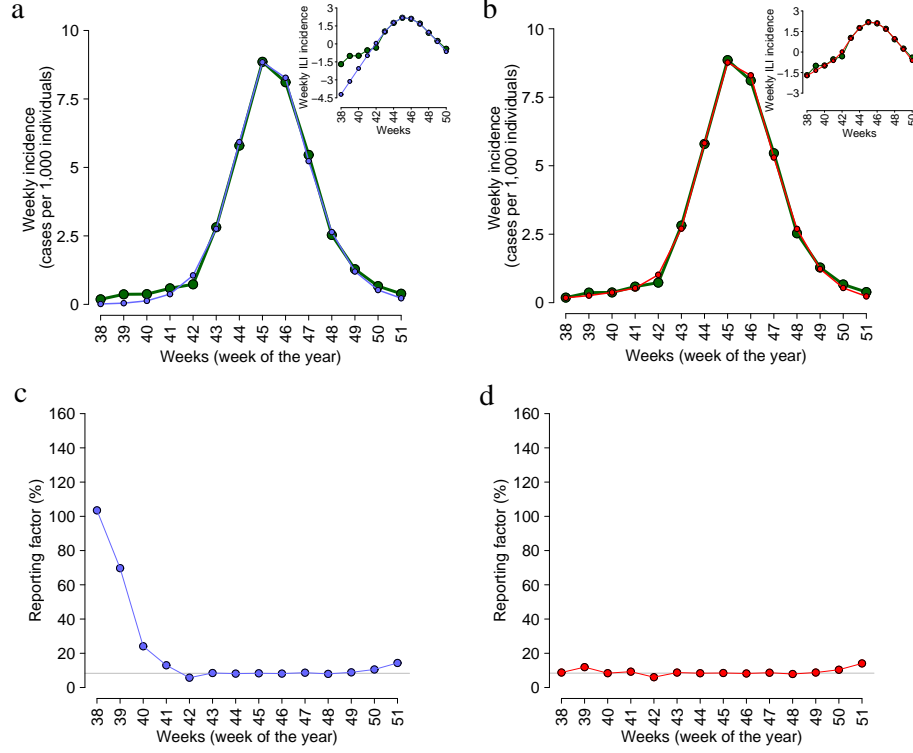 a
Weekly incidence
(cases per 1,000 individuals)
10
7.5
5
2.5
0
38 39 40 41 42 43 44 45 46 47 48 49 50 51
Weeks (week of the year)
Weekly ILI incidence
3
1.5
0
−1.5
−3
−4.5
38 40 42 44 46 48 50
Weeks
b
Weekly incidence
(cases per 1,000 individuals)
10
7.5
5
2.5
0
38 39 40 41 42 43 44 45 46 47 48 49 50 51
Weeks (week of the year)
Weekly ILI incidence
3
1.5
0
−1.5
−3
38 40 42 44 46 48 50
Weeks
c
Reporting factor (%)
160
140
120
100
80
60
40
20
0
38 39 40 41 42 43 44 45 46 47 48 49 50 51
Weeks (week of the year)
d
Reporting factor (%)
160
140
120
100
80
60
40
20
0
38 39 40 41 42 43 44 45 46 47 48 49 50 51
Weeks (week of the year)